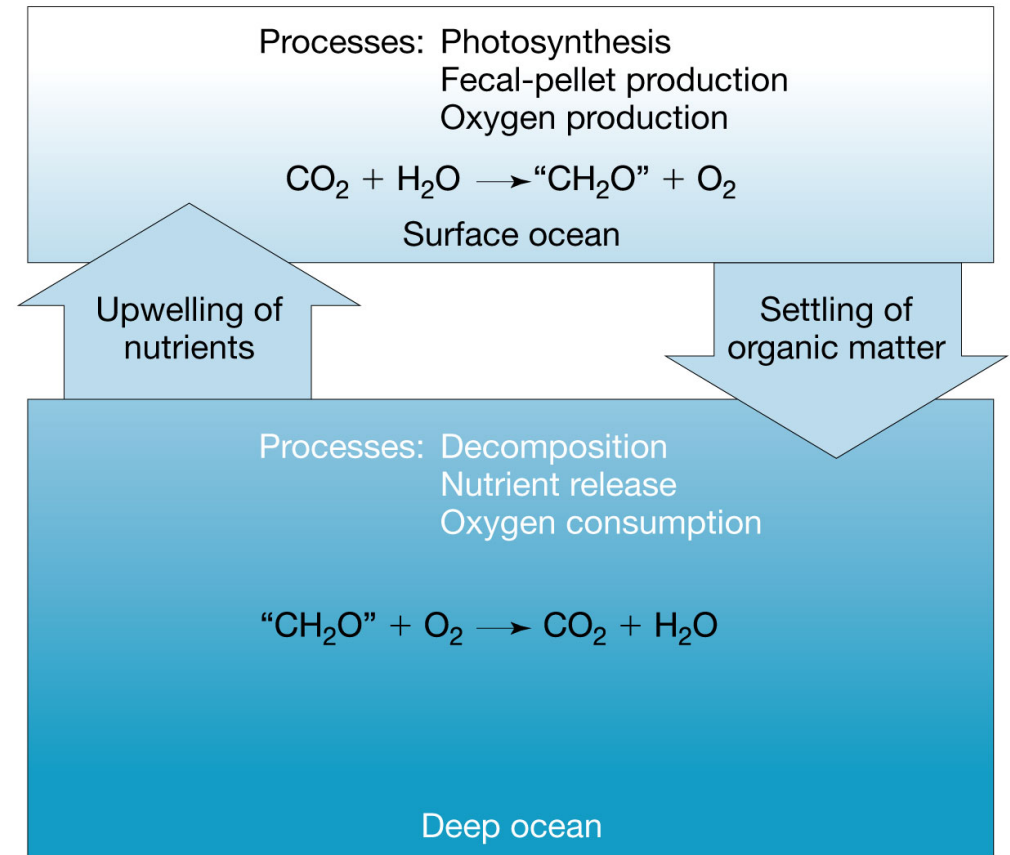 Processes: Photosynthesis
Fecal-pellet production
Oxygen production
CO₂ + H₂O ⟶ “CH₂O” + O₂
Surface ocean
Upwelling of
nutrients
Settling of
organic matter
Processes: Decomposition
Nutrient release
Oxygen consumption
“CH₂O” + O₂ ⟶ CO₂ + H₂O
Deep ocean